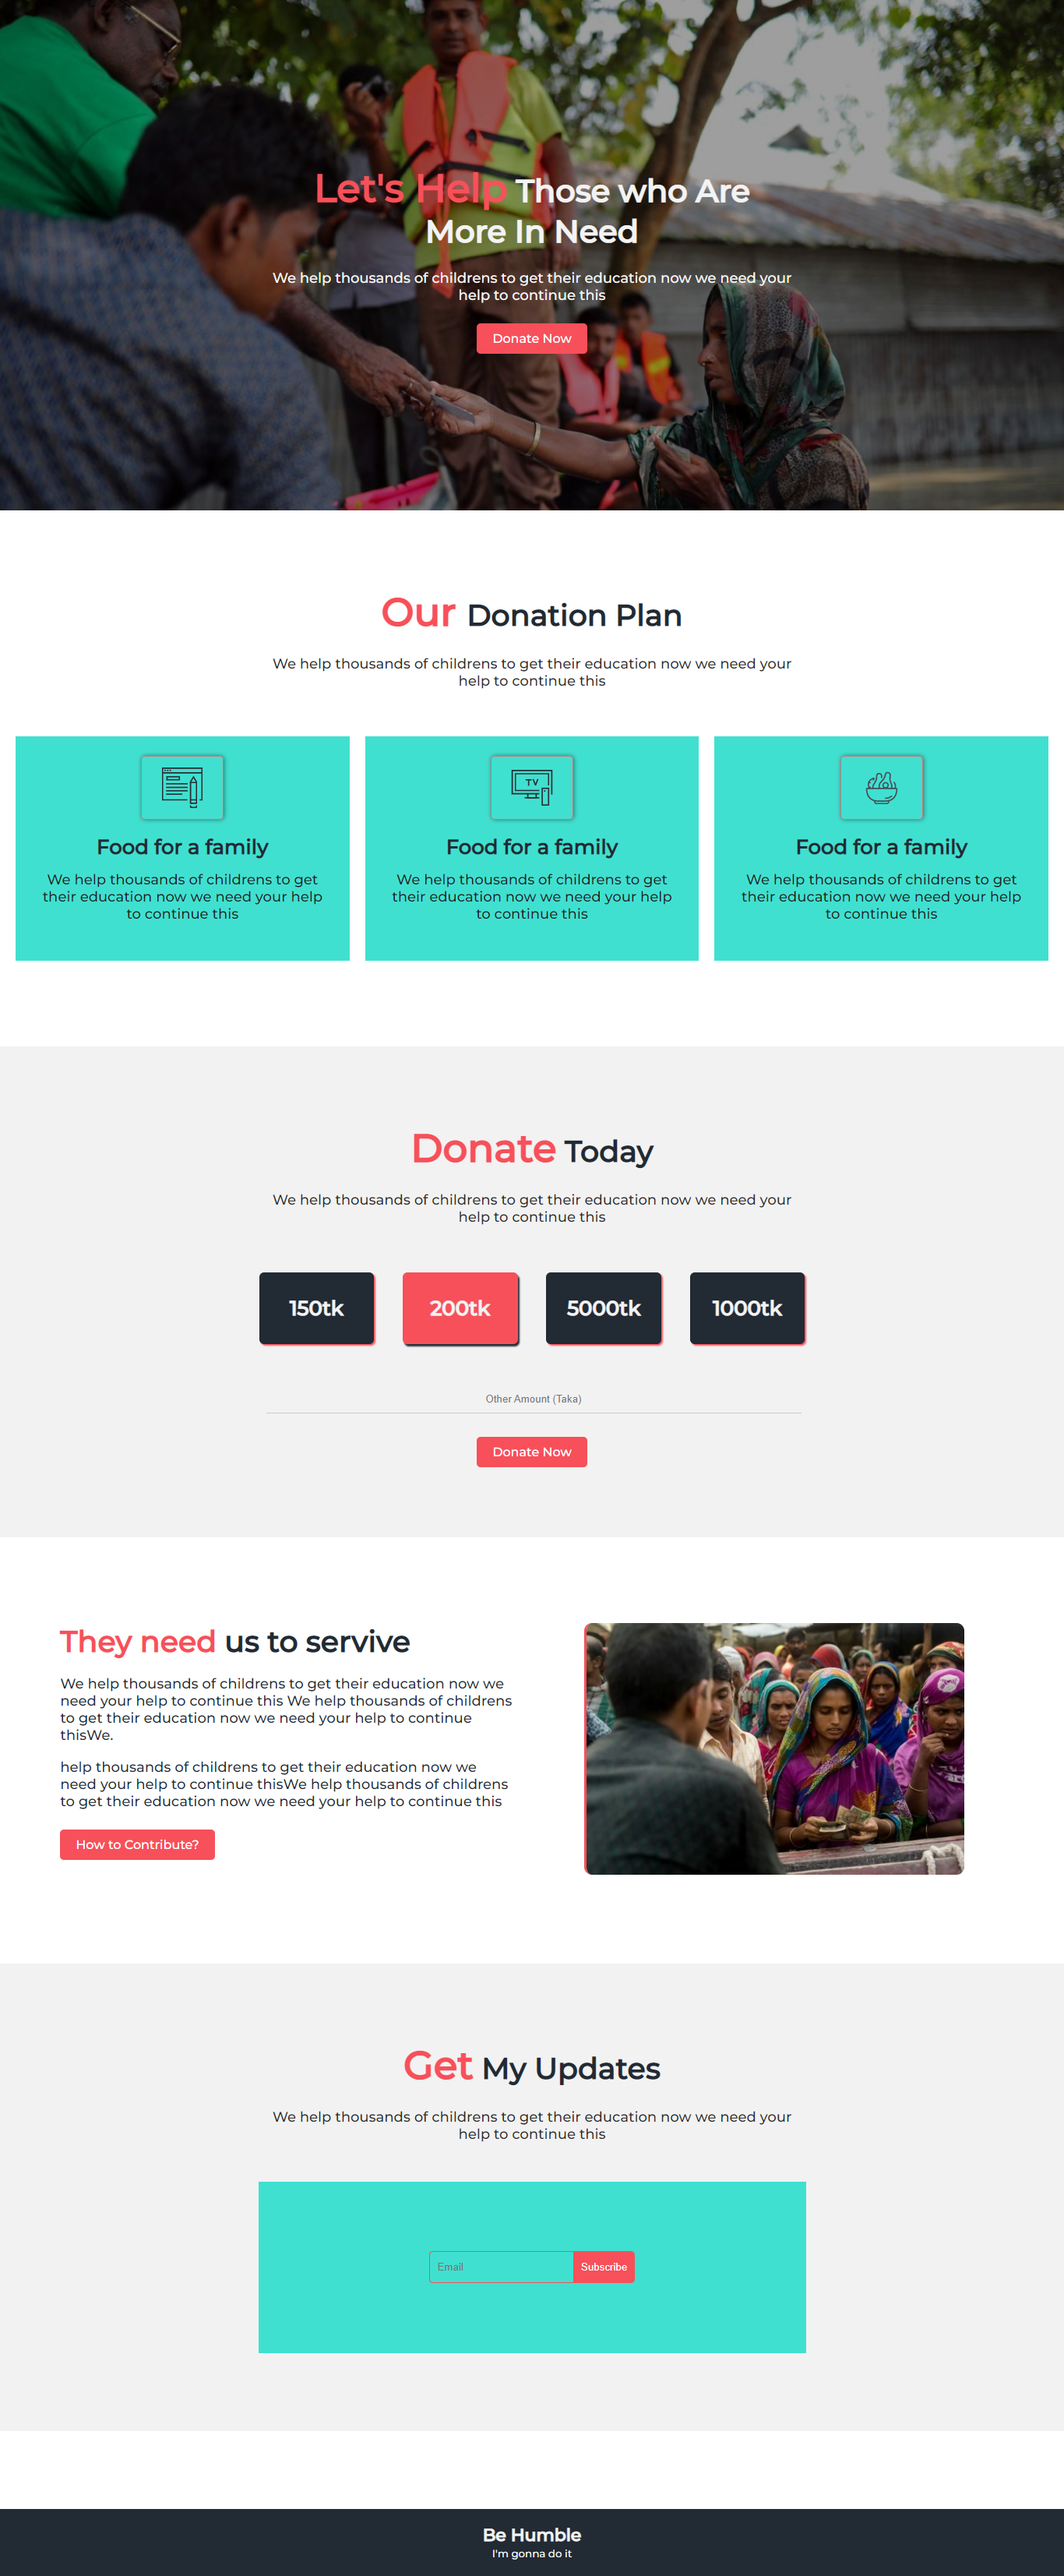 Let's Help Those who Are
More In Need
We help thousands of childrens to get their education now we need your
help to continue this
Donate Now
Our Donation Plan
We help thousands of childrens to get their education now we need your
help to continue this
TV
Food for a family
We help thousands of childrens to get
their education now we need your help
to continue this
Food for a family
We help thousands of childrens to get
their education now we need your help
to continue this
Food for a family
We help thousands of childrens to get
their education now we need your help
to continue this
Donate Today
We help thousands of childrens to get their education now we need your
help to continue this
150tk
200tk
5000tk
1000tk
Other Amount (Taka)
Donate Now
They need us to servive
We help thousands of childrens to get their education now we
need your help to continue this We help thousands of childrens
to get their education now we need your help to continue
thisWe.
help thousands of childrens to get their education now we
need your help to continue thisWe help thousands of childrens
to get their education now we need your help to continue this
How to Contribute?
Get My Updates
We help thousands of childrens to get their education now we need your
help to continue this
Email
Subscribe
Be Humble
I'm gonna do it